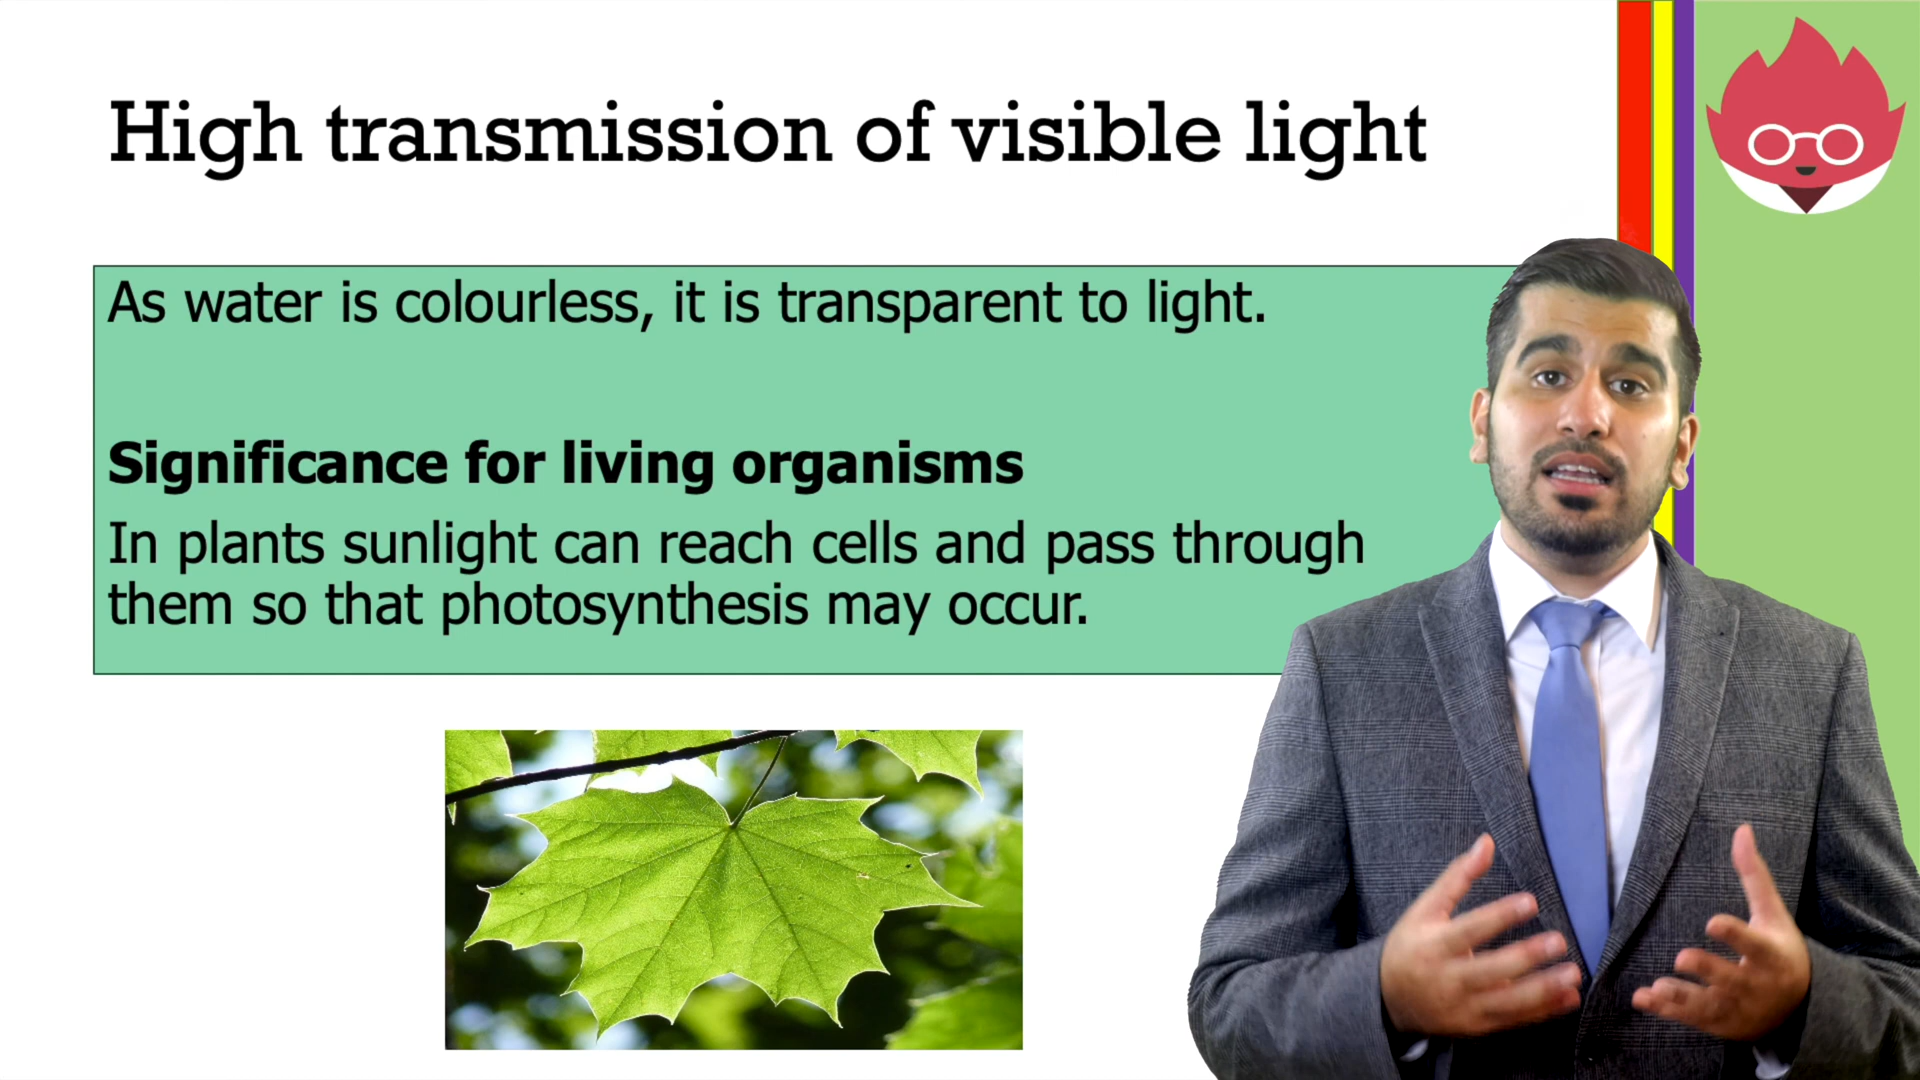 High transmission of visible light
As water is colourless, it is transparent to light.
Significance for living organisms
In plants sunlight can reach cells and pass through
them so that photosynthesis may occur.